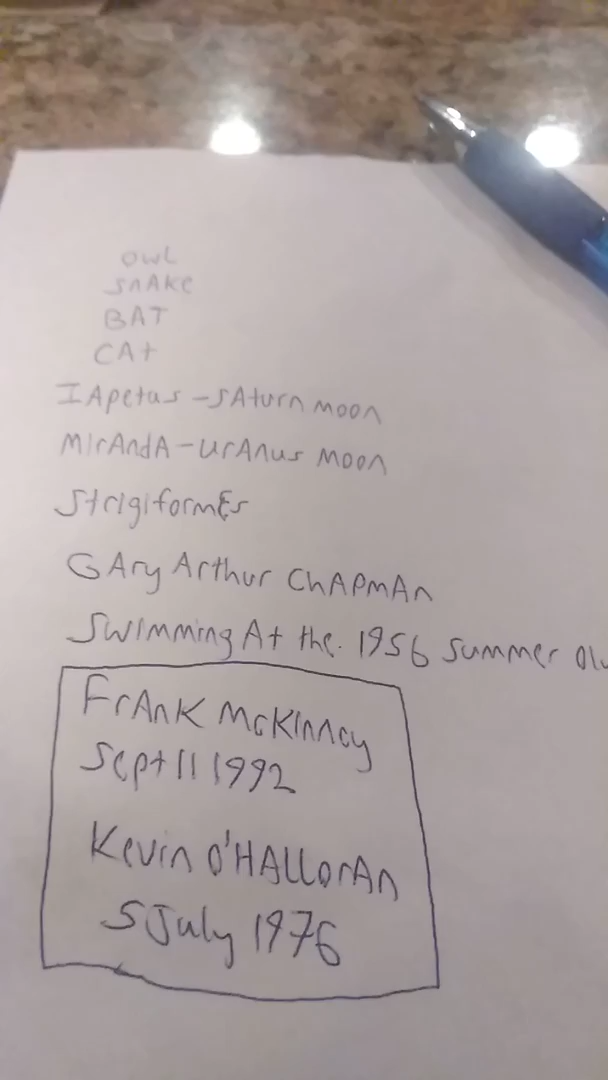 OWL
SNAKE
BAT
CAt
IApetus - SAturn moon
MIrAndA - UrAnus Moon
StrigiformEs
GAry Arthur ChAPmAn
Swimming At the. 1956 Summer
FrAnK McKinney
Sept 11 1992
Kevin O'HAllorAn
5 July 1976